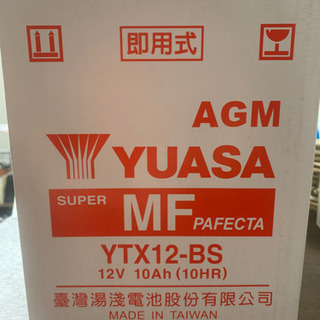 即用式
AGM
YUASA
SUPER MF PAFECTA
YTX12-BS
12V 10Ah (10HR)
臺灣湯淺電池股份有限公司
MADE IN TAIWAN